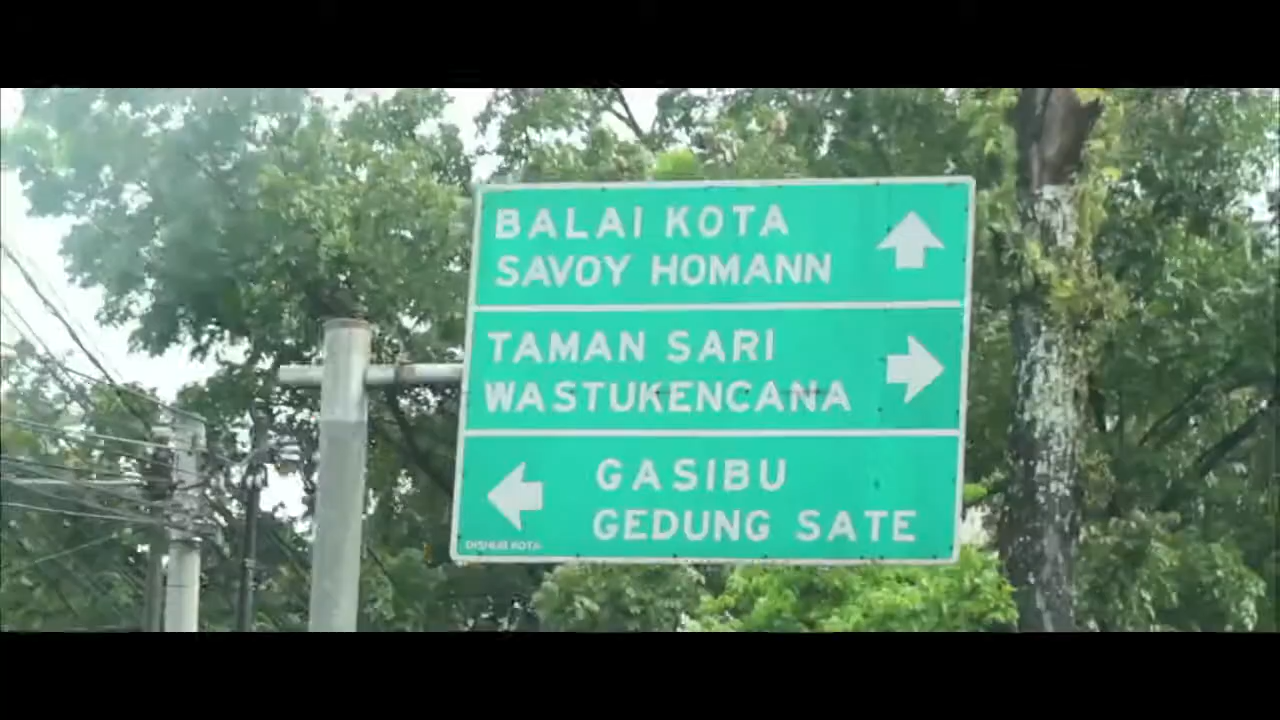 BALAI KOTA
SAVOY HOMANN
TAMAN SARI
WASTUKENCANA
GASIBU
GEDUNG SATE
DISHUB KOTA